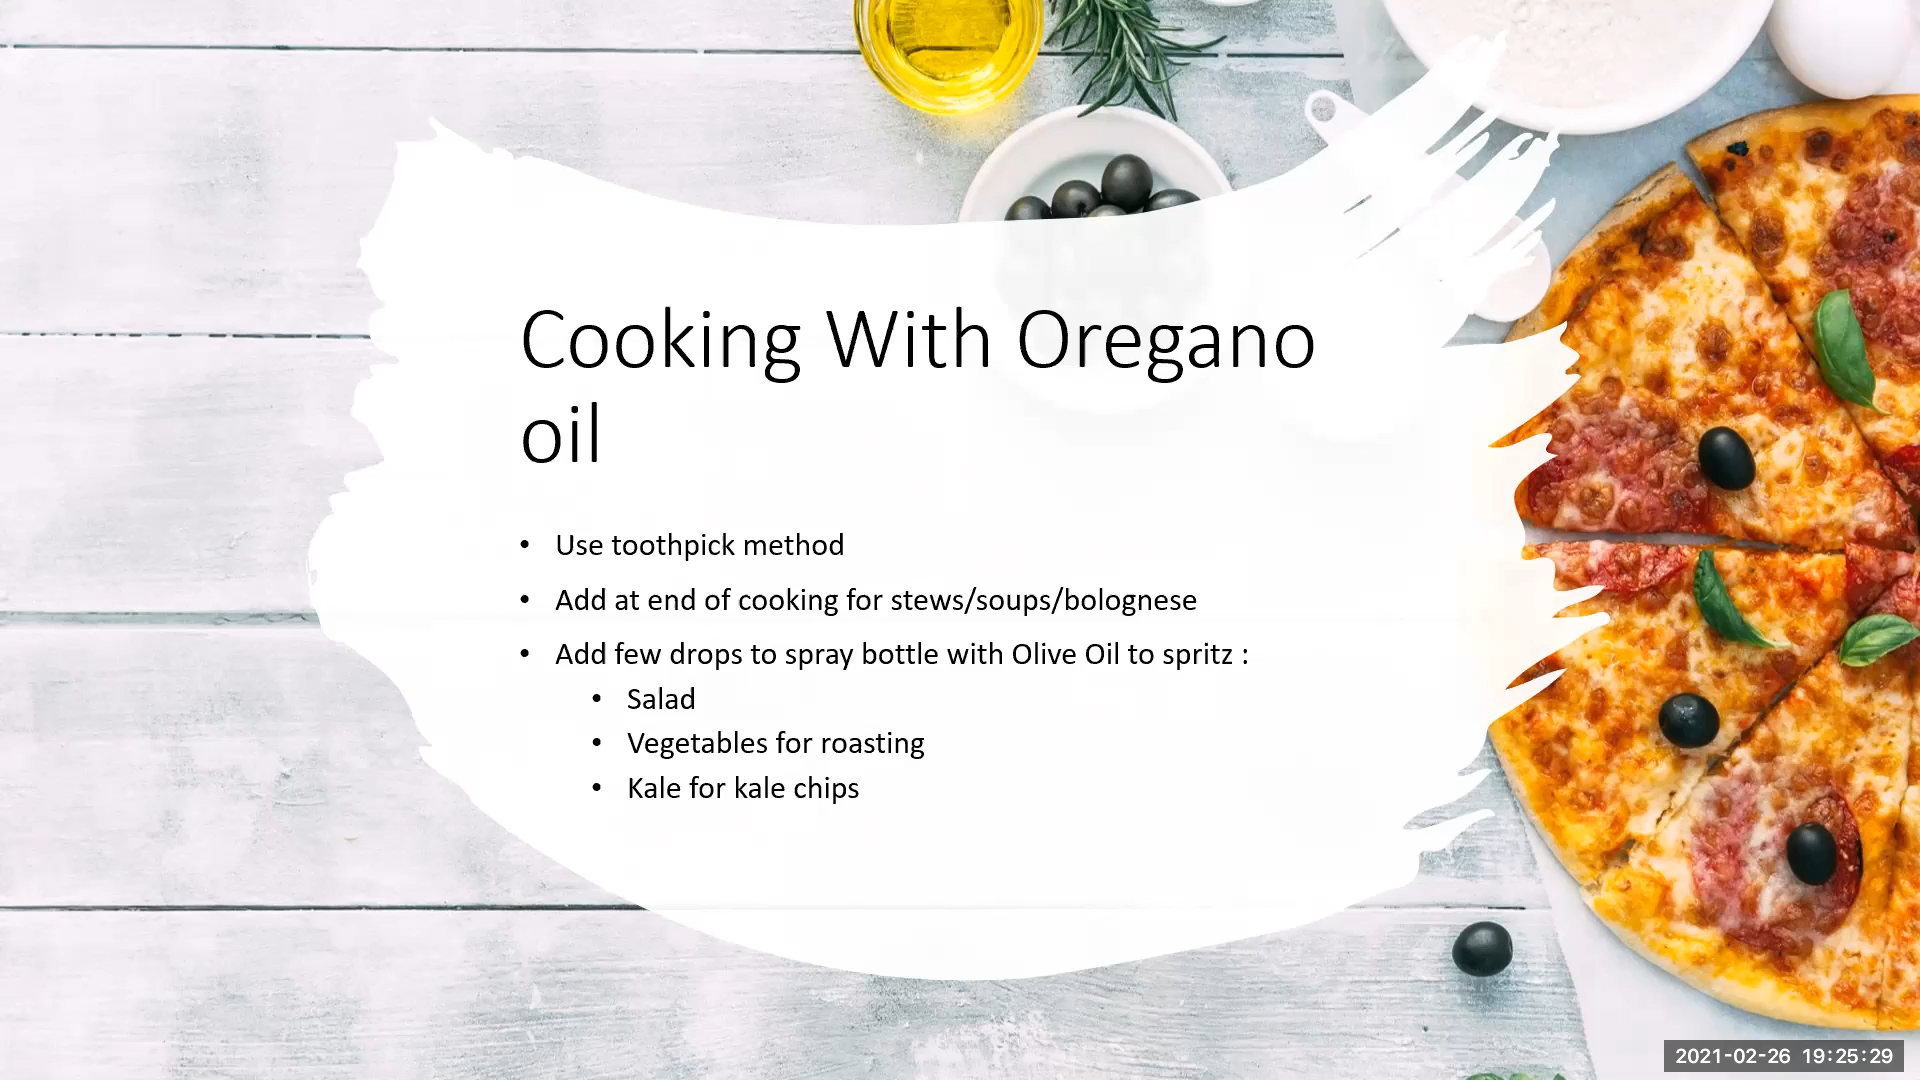 Cooking With Oregano
oil
• Use toothpick method
• Add at end of cooking for stews/soups/bolognese
• Add few drops to spray bottle with Olive Oil to spritz :
• Salad
• Vegetables for roasting
• Kale for kale chips
2021-02-26 19:25:29